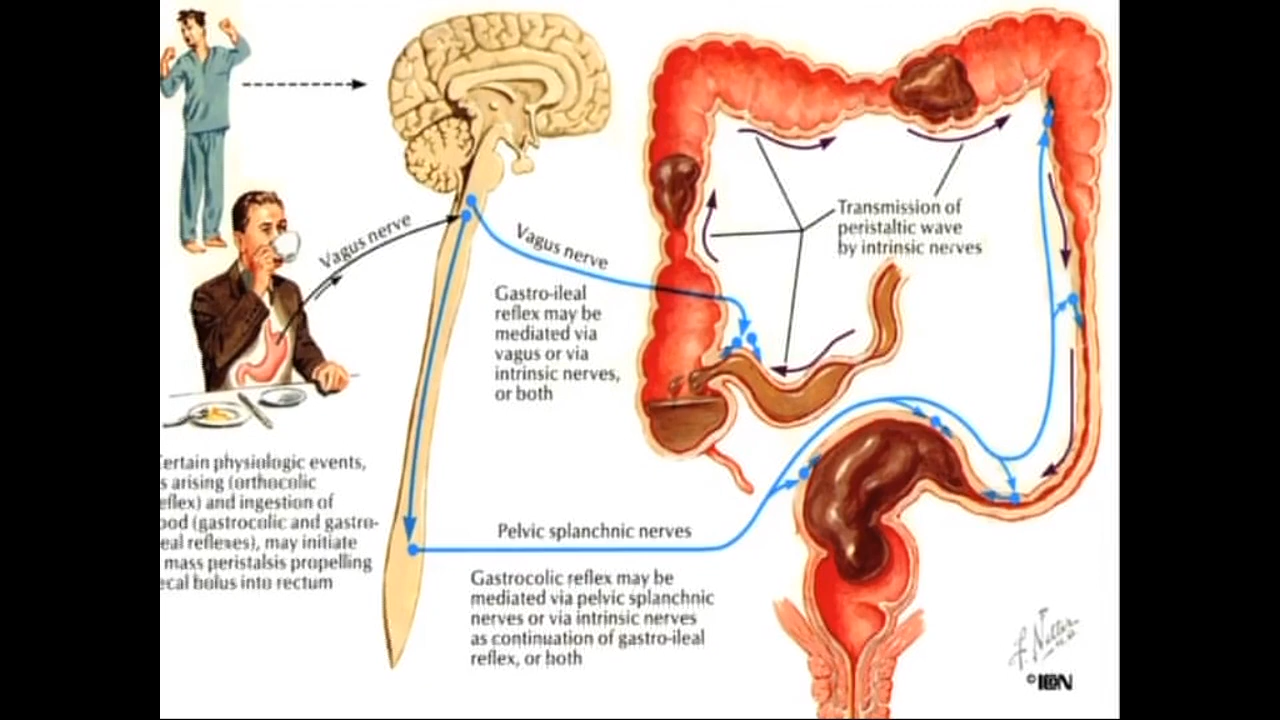 Vagus nerve
Vagus nerve
Gastro-ileal
reflex may be
mediated via
vagus or via
intrinsic nerves,
or both
Transmission of
peristaltic wave
by intrinsic nerves
ertain physiologic events,
s arising (orthocolic
eflex) and ingestion of
ood (gastrocolic and gastro-
eal reflexes), may initiate
mass peristalsis propelling
ecal bolus into rectum
Pelvic splanchnic nerves
Gastrocolic reflex may be
mediated via pelvic splanchnic
nerves or via intrinsic nerves
as continuation of gastro-ileal
reflex, or both
F. Netter
M.D.
©ICON